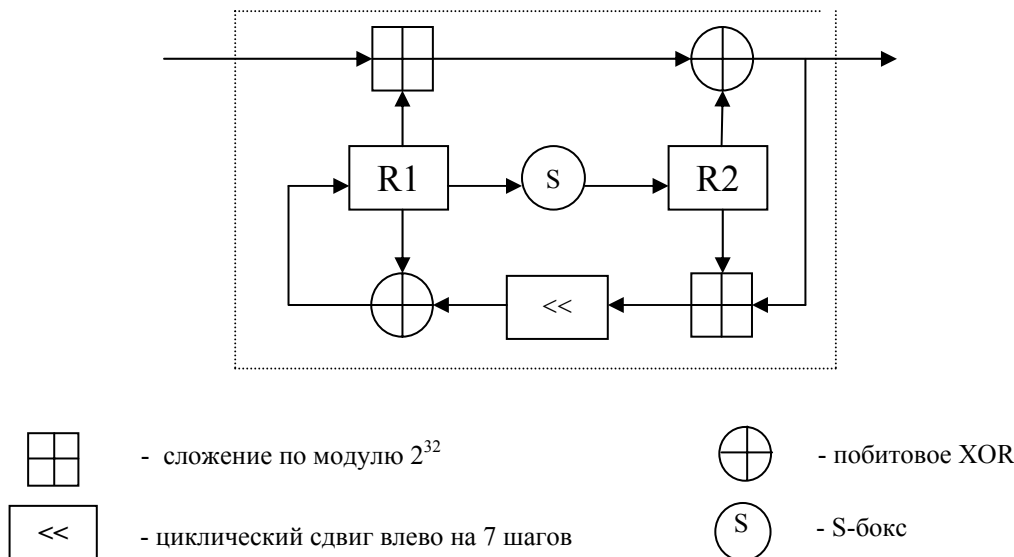 R1
S
R2
<<
- сложение по модулю 2^32
- побитовое XOR
<<
- циклический сдвиг влево на 7 шагов
S
- S-бокс